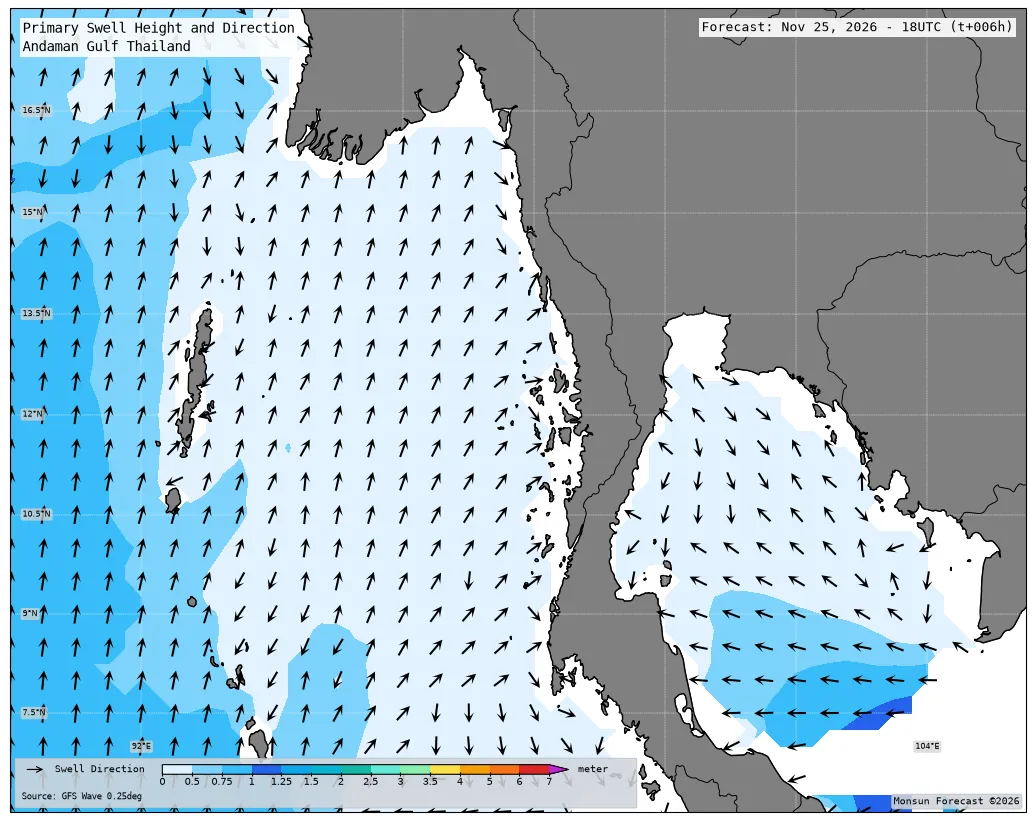 Primary Swell Height and Direction
Andaman Gulf Thailand
Forecast: Nov 25, 2026 - 18UTC (t+006h)
16.5°N
15°N
13.5°N
12°N
10.5°N
9°N
7.5°N
92°E
104°E
Swell Direction
0 0.5 0.75 1.25 1.5 2 2.5 3 3.5 4 5 6 7
meter
Source: GFS Wave 0.25deg
Monsun Forecast ©2026